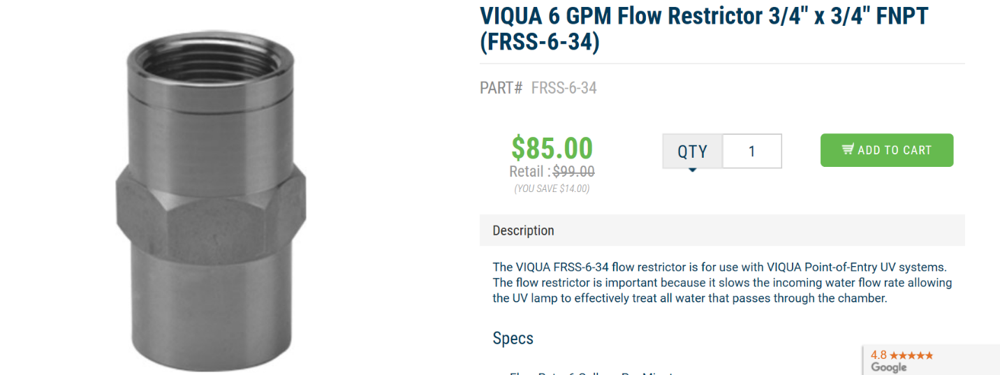 VIQUA 6 GPM Flow Restrictor 3/4" x 3/4" FNPT
(FRSS-6-34)
PART# FRSS-6-34
$85.00
QTY 1
ADD TO CART
Retail : $99.00
(YOU SAVE $14.00)
Description
The VIQUA FRSS-6-34 flow restrictor is for use with VIQUA Point-of-Entry UV systems.
The flow restrictor is important because it slows the incoming water flow rate allowing
the UV lamp to effectively treat all water that passes through the chamber.
Specs
4.8 ★★★★★
Google